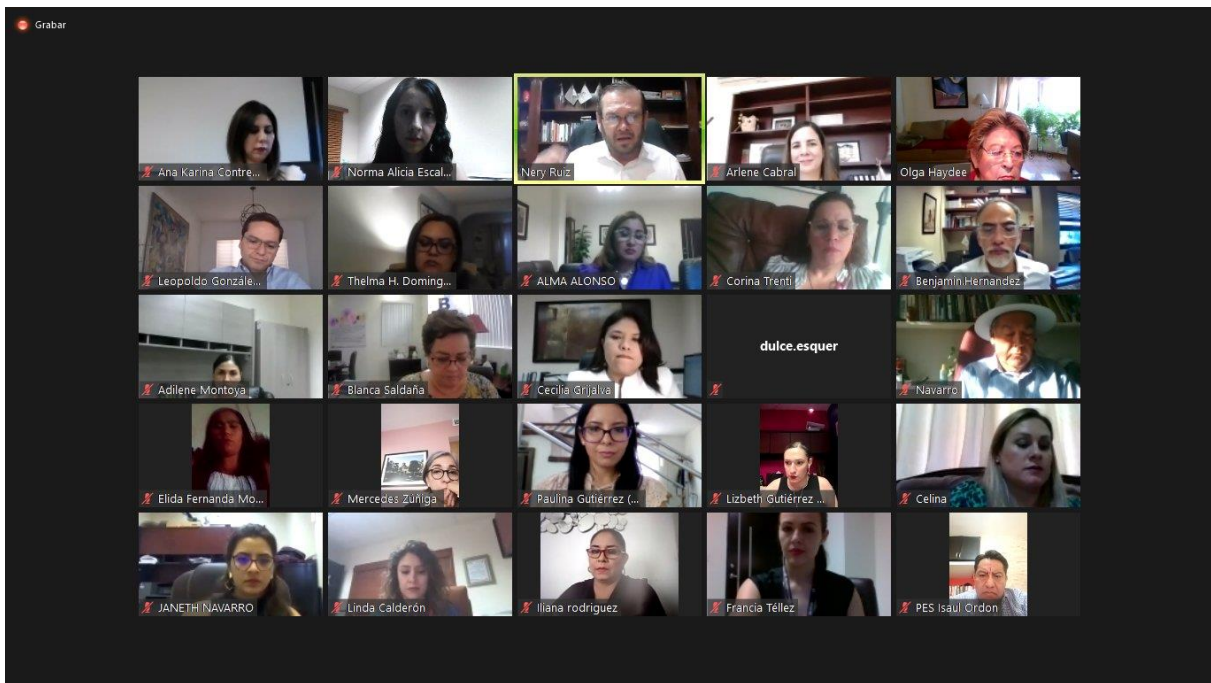 Grabar
Ana Karina Contre...
Norma Alicia Escal...
Nery Ruiz
Arlene Cabral
Olga Haydee
Leopoldo Gonzále...
Thelma H. Doming...
ALMA ALONSO
Corina Trenti
Benjamin Hernandez
Adilene Montoya
Blanca Saldaña
Cecilia Grijalva
dulce.esquer
Navarro
Elida Fernanda Mo...
Mercedes Zúñiga
Paulina Gutiérrez (...
Lizbeth Gutiérrez ...
Celina
JANETH NAVARRO
Linda Calderón
Iliana rodriguez
Francia Téllez
PES Isaul Ordon